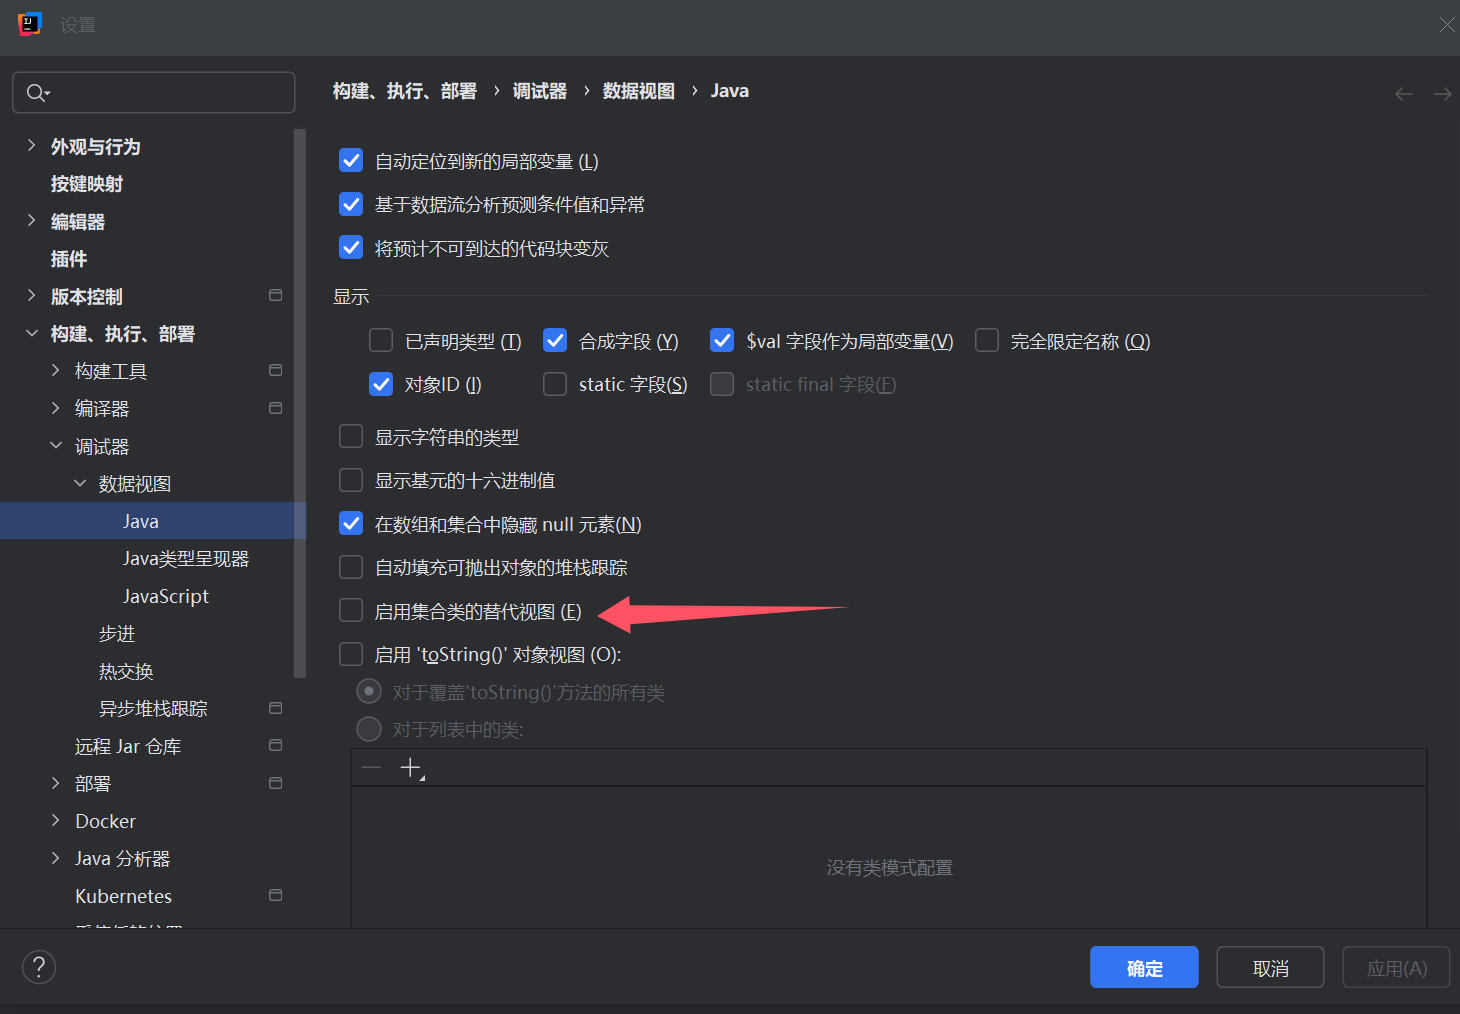 设置
构建、执行、部署 › 调试器 › 数据视图 › Java
外观与行为
按键映射
编辑器
插件
版本控制
构建、执行、部署
构建工具
编译器
调试器
数据视图
Java
Java类型呈现器
JavaScript
步进
热交换
异步堆栈跟踪
远程 Jar 仓库
部署
Docker
Java 分析器
Kubernetes
自动定位到新的局部变量 (L)
基于数据流分析预测条件值和异常
将预计不可到达的代码块变灰
显示
已声明类型 (T) 合成字段 (Y) $val 字段作为局部变量(V) 完全限定名称 (Q)
对象ID (I) static 字段(S) static final 字段(F)
显示字符串的类型
显示基元的十六进制值
在数组和集合中隐藏 null 元素(N)
自动填充可抛出对象的堆栈跟踪
启用集合类的替代视图 (E)
启用 'toString()' 对象视图 (O):
对于覆盖'toString()'方法的所有类
对于列表中的类:
没有类模式配置
?
确定 取消 应用(A)